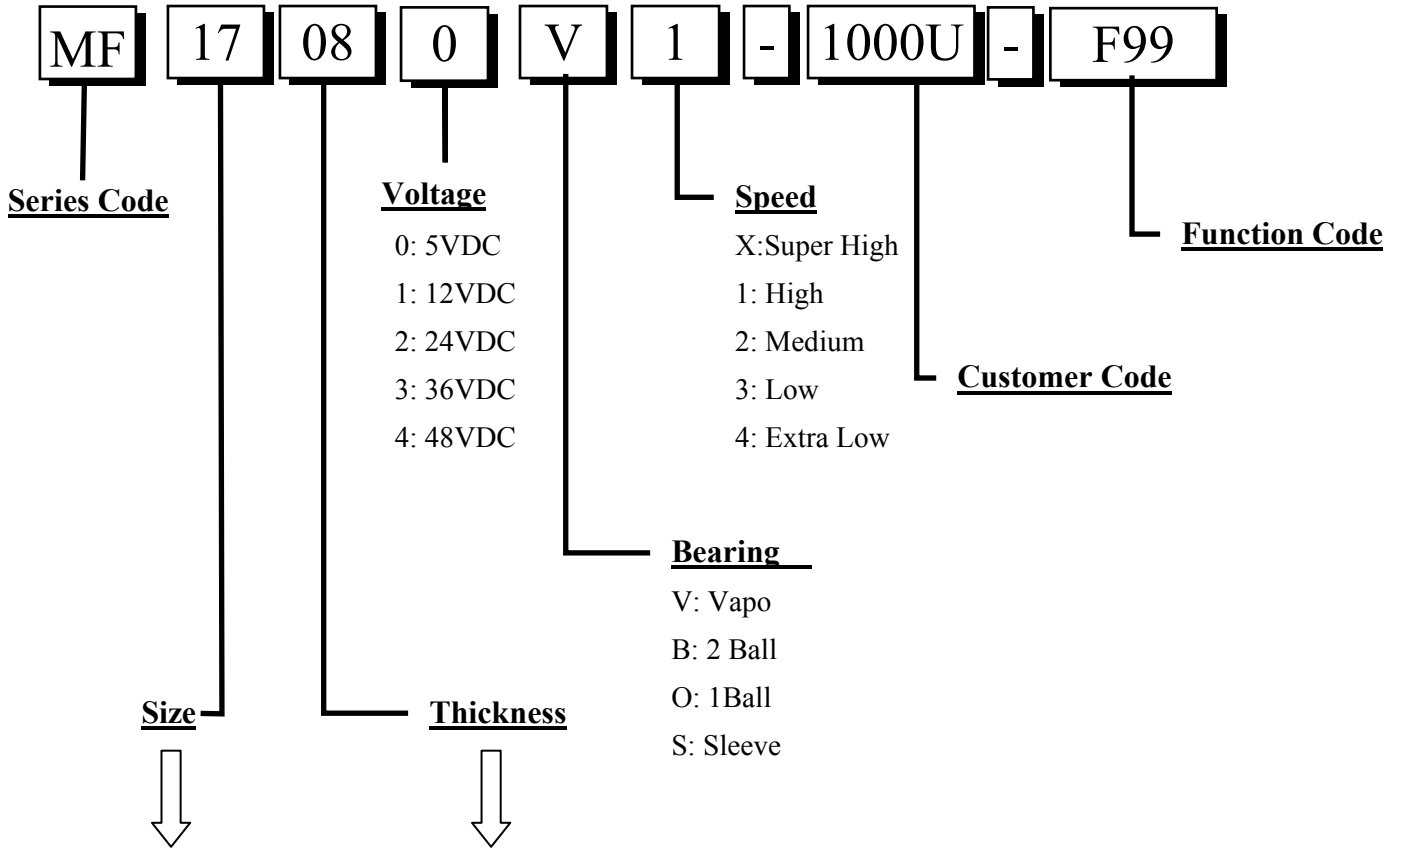 MF 17 08 0 V 1 - 1000U - F99
Series Code
Voltage
0: 5VDC
1: 12VDC
2: 24VDC
3: 36VDC
4: 48VDC
Speed
X:Super High
1: High
2: Medium
3: Low
4: Extra Low
Function Code
Customer Code
Bearing
V: Vapo
B: 2 Ball
O: 1Ball
S: Sleeve
Size
Thickness